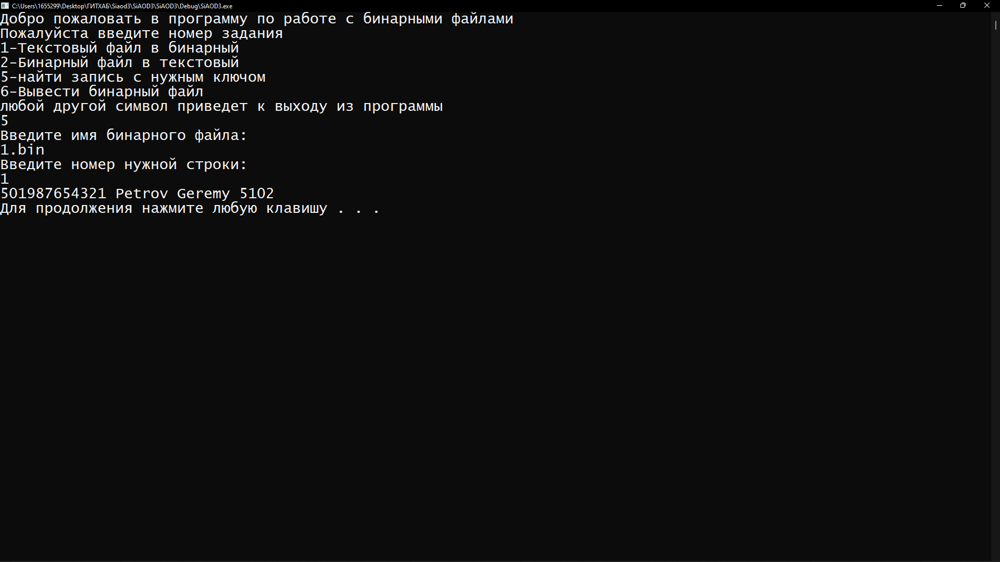 C:\Users\1655299\Desktop\ГИТХАБ\Siaod3\SiAOD3\SiAOD3\Debug\SiAOD3.exe
Добро пожаловать в программу по работе с бинарными файлами
Пожалуйста введите номер задания
1-Текстовый файл в бинарный
2-Бинарный файл в текстовый
5-найти запись с нужным ключом
6-Вывести бинарный файл
любой другой символ приведет к выходу из программы
5
Введите имя бинарного файла:
1.bin
Введите номер нужной строки:
1
501987654321 Petrov Geremy 5102
Для продолжения нажмите любую клавишу . . .